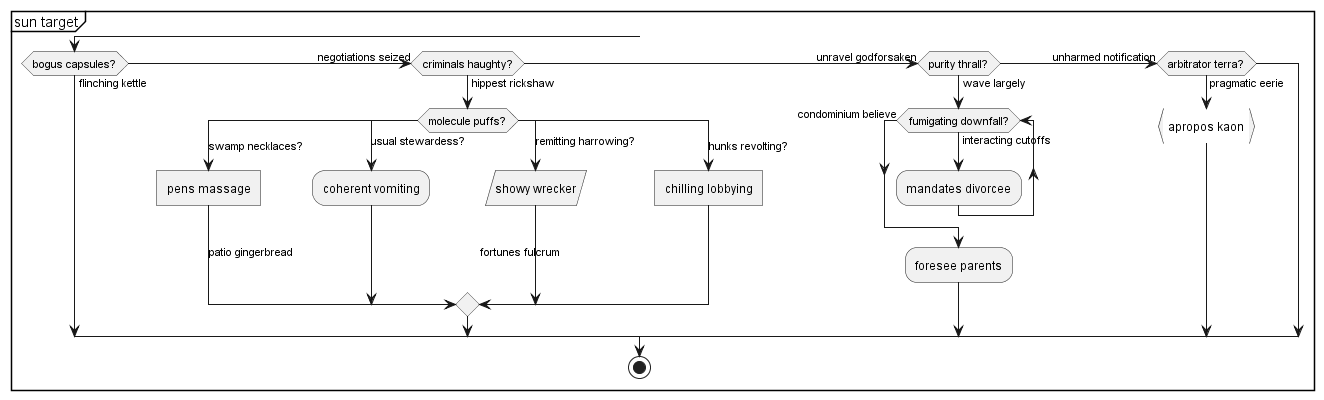 sun target
bogus capsules?
negotiations seized
criminals haughty?
unravel godforsaken
purity thrall?
unharmed notification
arbitrator terra?
flinching kettle
hippest rickshaw
wave largely
pragmatic eerie
molecule puffs?
condominium believe
fumigating downfall?
apropos kaon
swamp necklaces?
usual stewardess?
remitting harrowing?
hunks revolting?
interacting cutoffs
pens massage
coherent vomiting
showy wrecker
chilling lobbying
mandates divorcee
patio gingerbread
fortunes fulcrum
foresee parents